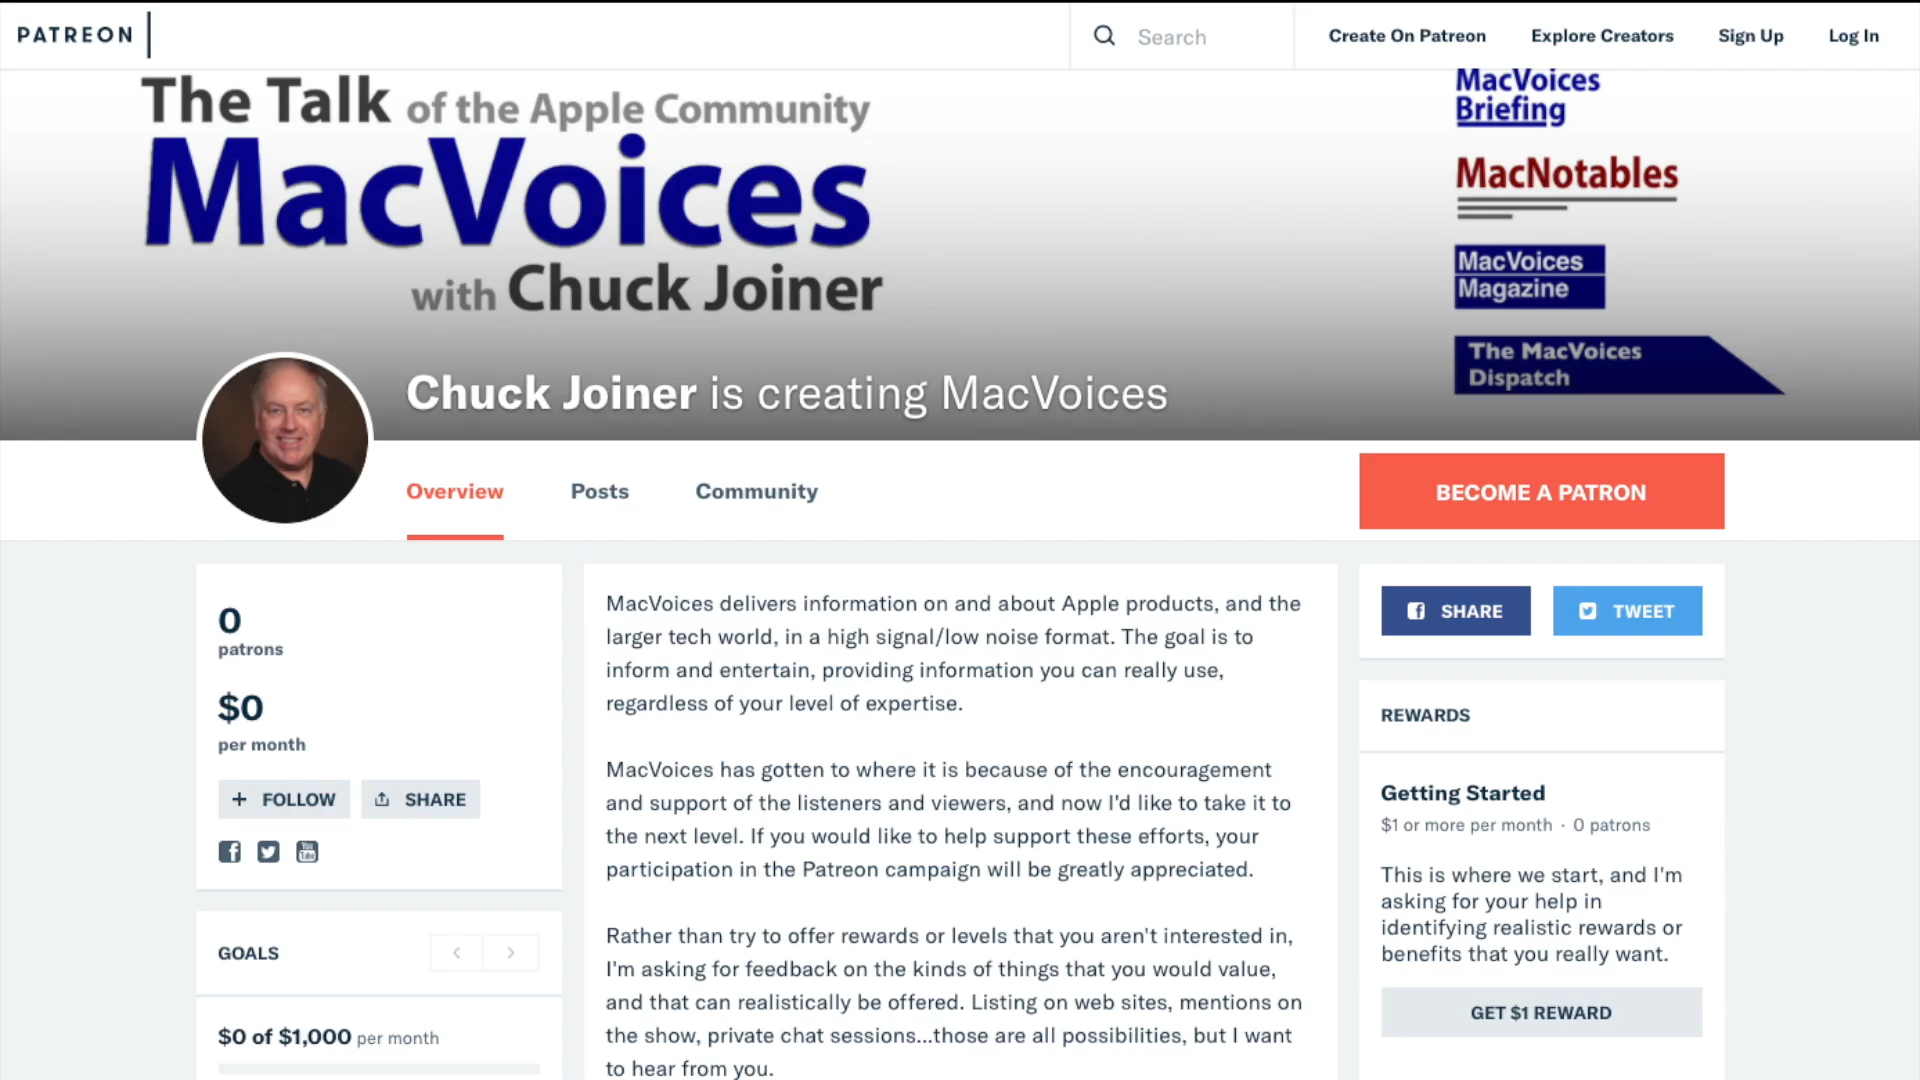 PATREON
Search
Create On Patreon
Explore Creators
Sign Up
Log In
The Talk of the Apple Community
MacVoices
with Chuck Joiner
MacVoices
Briefing
MacNotables
MacVoices
Magazine
The MacVoices
Dispatch
Chuck Joiner is creating MacVoices
Overview
Posts
Community
BECOME A PATRON
0
patrons
$0
per month
+ FOLLOW
SHARE
You
Tube
GOALS
$0 of $1,000 per month
MacVoices delivers information on and about Apple products, and the
larger tech world, in a high signal/low noise format. The goal is to
inform and entertain, providing information you can really use,
regardless of your level of expertise.
MacVoices has gotten to where it is because of the encouragement
and support of the listeners and viewers, and now I'd like to take it to
the next level. If you would like to help support these efforts, your
participation in the Patreon campaign will be greatly appreciated.
Rather than try to offer rewards or levels that you aren't interested in,
I'm asking for feedback on the kinds of things that you would value,
and that can realistically be offered. Listing on web sites, mentions on
the show, private chat sessions...those are all possibilities, but I want
to hear from you.
SHARE
TWEET
REWARDS
Getting Started
$1 or more per month · 0 patrons
This is where we start, and I'm
asking for your help in
identifying realistic rewards or
benefits that you really want.
GET $1 REWARD